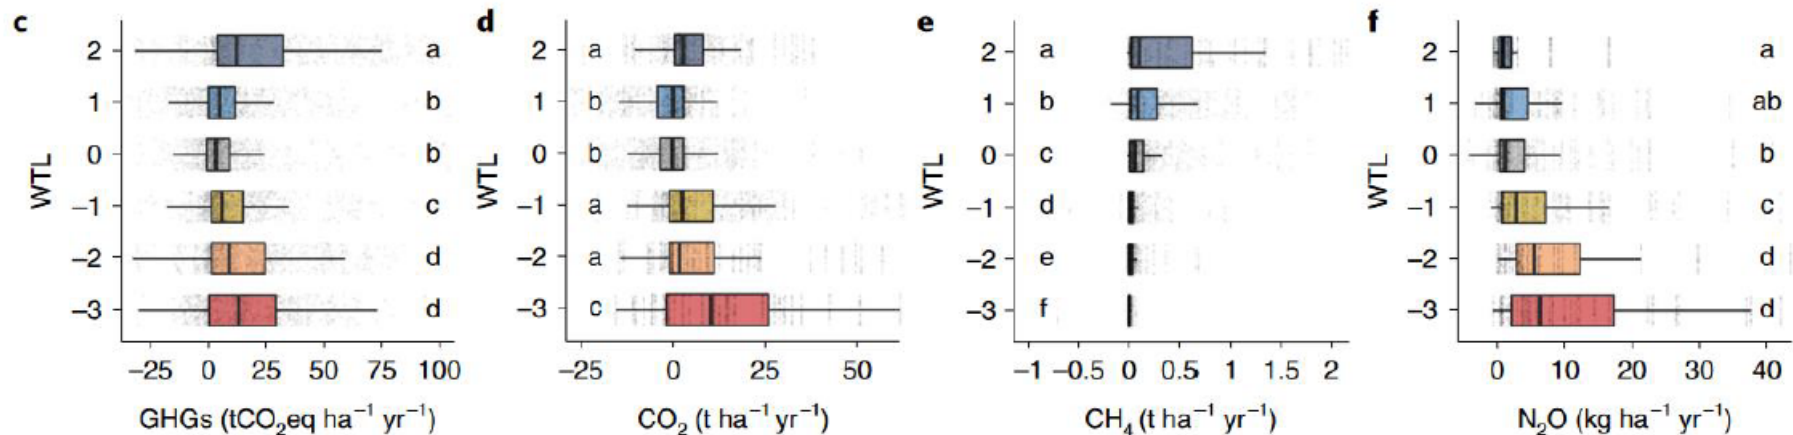 c
WTL
2 a
1 b
0 b
−1 c
−2 d
−3 d
−25 0 25 50 75 100
GHGs (tCO₂eq ha⁻¹ yr⁻¹)
d
WTL
2 a
1 b
0 b
−1 a
−2 a
−3 c
−25 0 25 50
CO₂ (t ha⁻¹ yr⁻¹)
e
WTL
2 a
1 b
0 c
−1 d
−2 e
−3 f
−1 −0.5 0 0.5 1 1.5 2
CH₄ (t ha⁻¹ yr⁻¹)
f
WTL
2 a
1 ab
0 b
−1 c
−2 d
−3 d
0 10 20 30 40
N₂O (kg ha⁻¹ yr⁻¹)